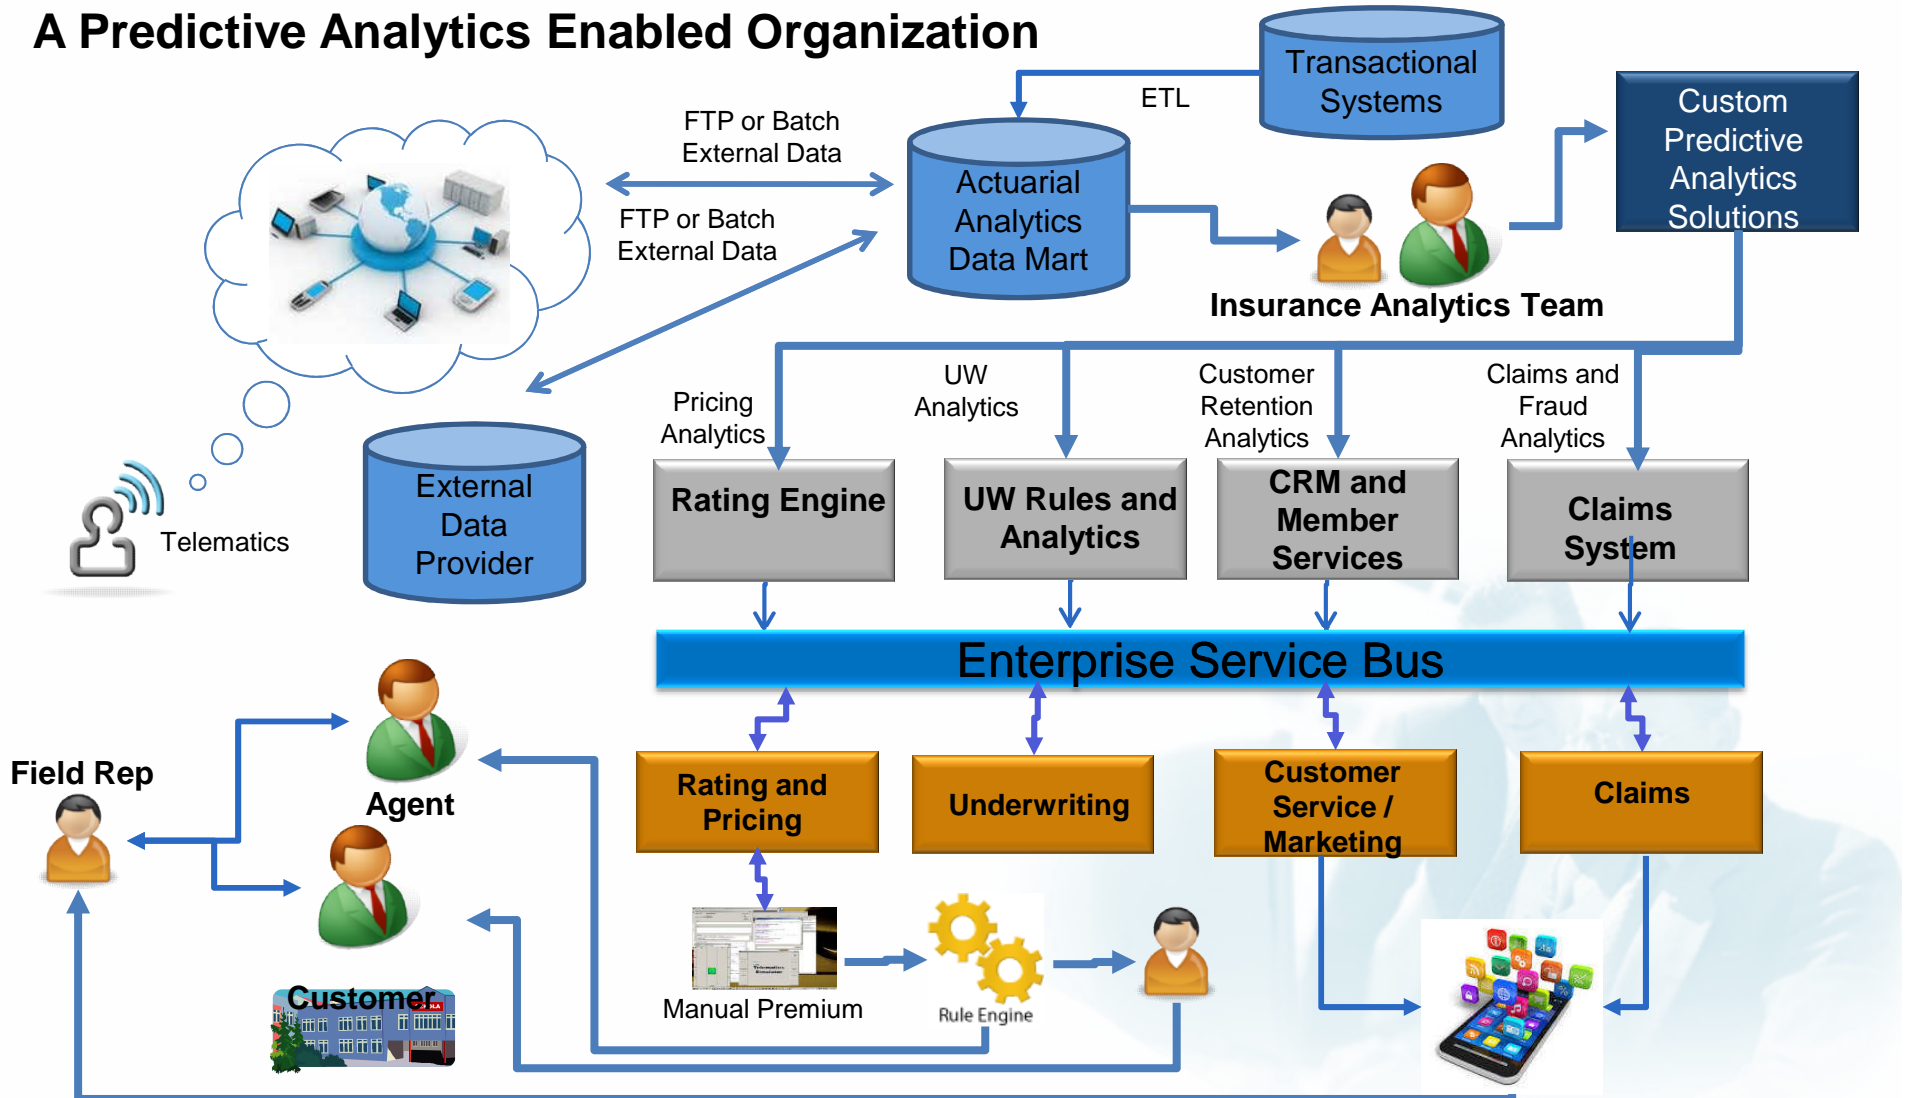 A Predictive Analytics Enabled Organization
Transactional
Systems
ETL
Custom
Predictive
Analytics
Solutions
FTP or Batch
External Data
FTP or Batch
External Data
Actuarial
Analytics
Data Mart
Insurance Analytics Team
Pricing
Analytics
UW
Analytics
Customer
Retention
Analytics
Claims and
Fraud
Analytics
External
Data
Provider
Telematics
Rating Engine
UW Rules and
Analytics
CRM and
Member
Services
Claims
System
Enterprise Service Bus
Field Rep
Agent
Rating and
Pricing
Underwriting
Customer
Service /
Marketing
Claims
Customer
Manual Premium
Rule Engine